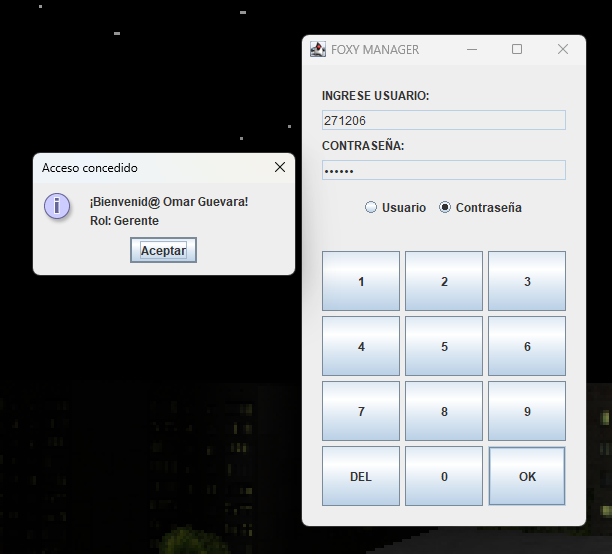 Acceso concedido
¡Bienvenid@ Omar Guevara!
Rol: Gerente
Aceptar
FOXY MANAGER
INGRESE USUARIO:
271206
CONTRASEÑA:
••••••
Usuario Contraseña
1 2 3
4 5 6
7 8 9
DEL 0 OK